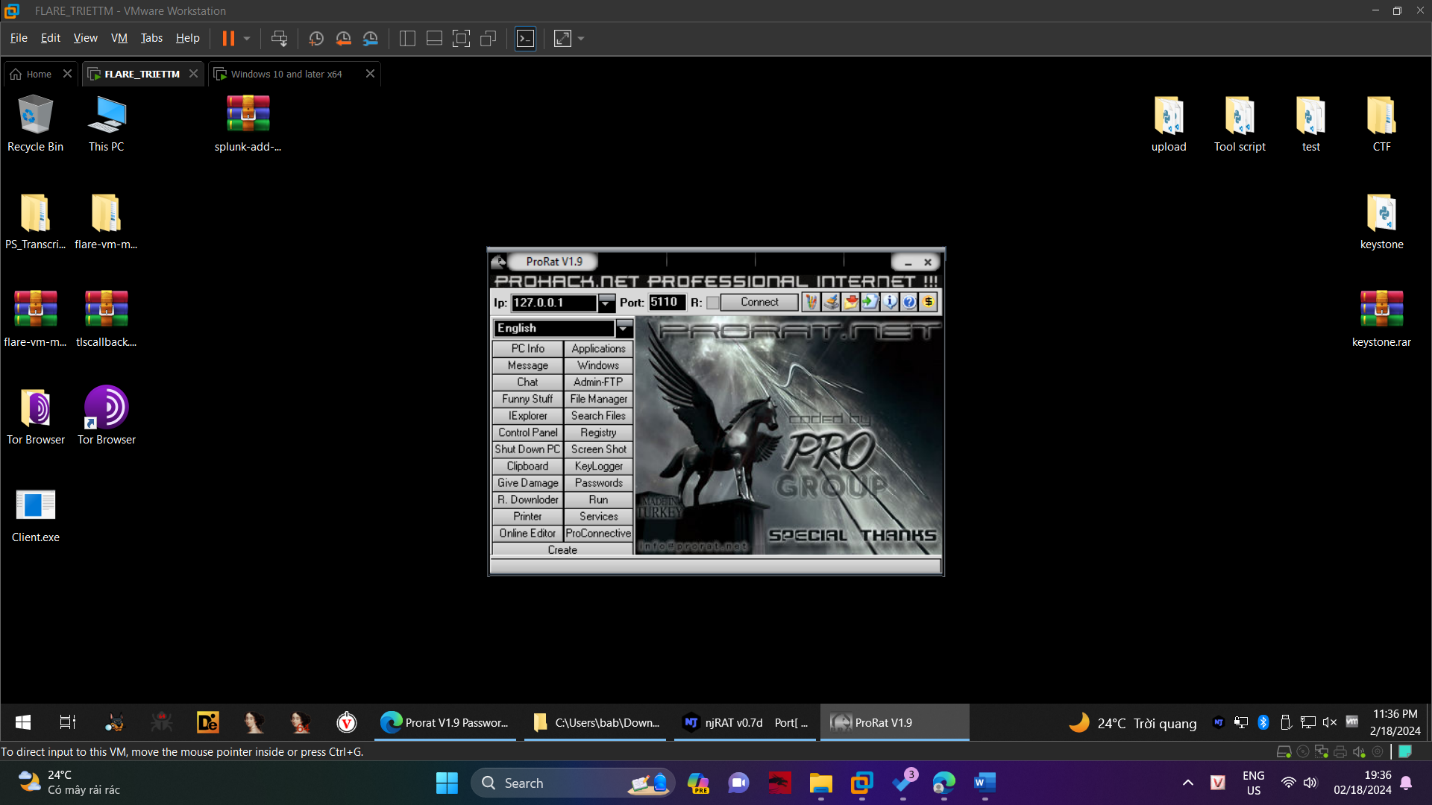 FLARE_TRIETTM - VMware Workstation
File Edit View VM Tabs Help
Home FLARE_TRIETTM Windows 10 and later x64
Recycle Bin This PC splunk-add-... upload Tool script test CTF
PS_Transcri... flare-vm-m... keystone
flare-vm-m... tlscallback.... keystone.rar
Tor Browser Tor Browser
Client.exe
ProRat V1.9
PROHACK.NET PROFESSIONAL INTERNET !!!
Ip: 127.0.0.1 Port: 5110 R: Connect
English
PC Info Applications
Message Windows
Chat Admin-FTP
Funny Stuff File Manager
IExplorer Search Files
Control Panel Registry
Shut Down PC Screen Shot
Clipboard KeyLogger
Give Damage Passwords
R. Downloder Run
Printer Services
Online Editor ProConnective
Create
PRORAT.NET
CODED BY
PRO
GROUP
MADE IN
TURKEY
SPECIAL THANKS
info@prorat.net
Prorat V1.9 Passwor... C:\Users\bab\Down... njRAT v0.7d Port[ ... ProRat V1.9 24°C Trời quang 11:36 PM
2/18/2024
To direct input to this VM, move the mouse pointer inside or press Ctrl+G.
24°C
Có mây rải rác
Search PRE 3 ENG
US
19:36
02/18/2024